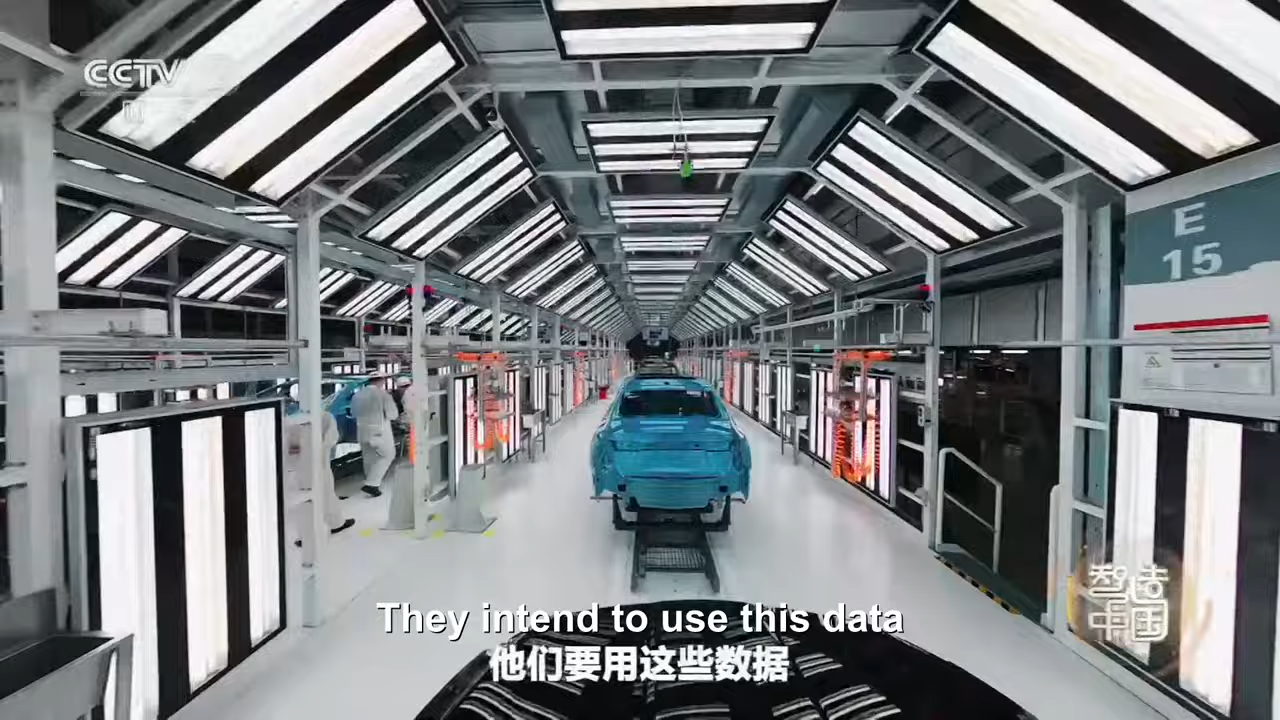 CCTV
E
15
智造
中国
They intend to use this data
他们要用这些数据